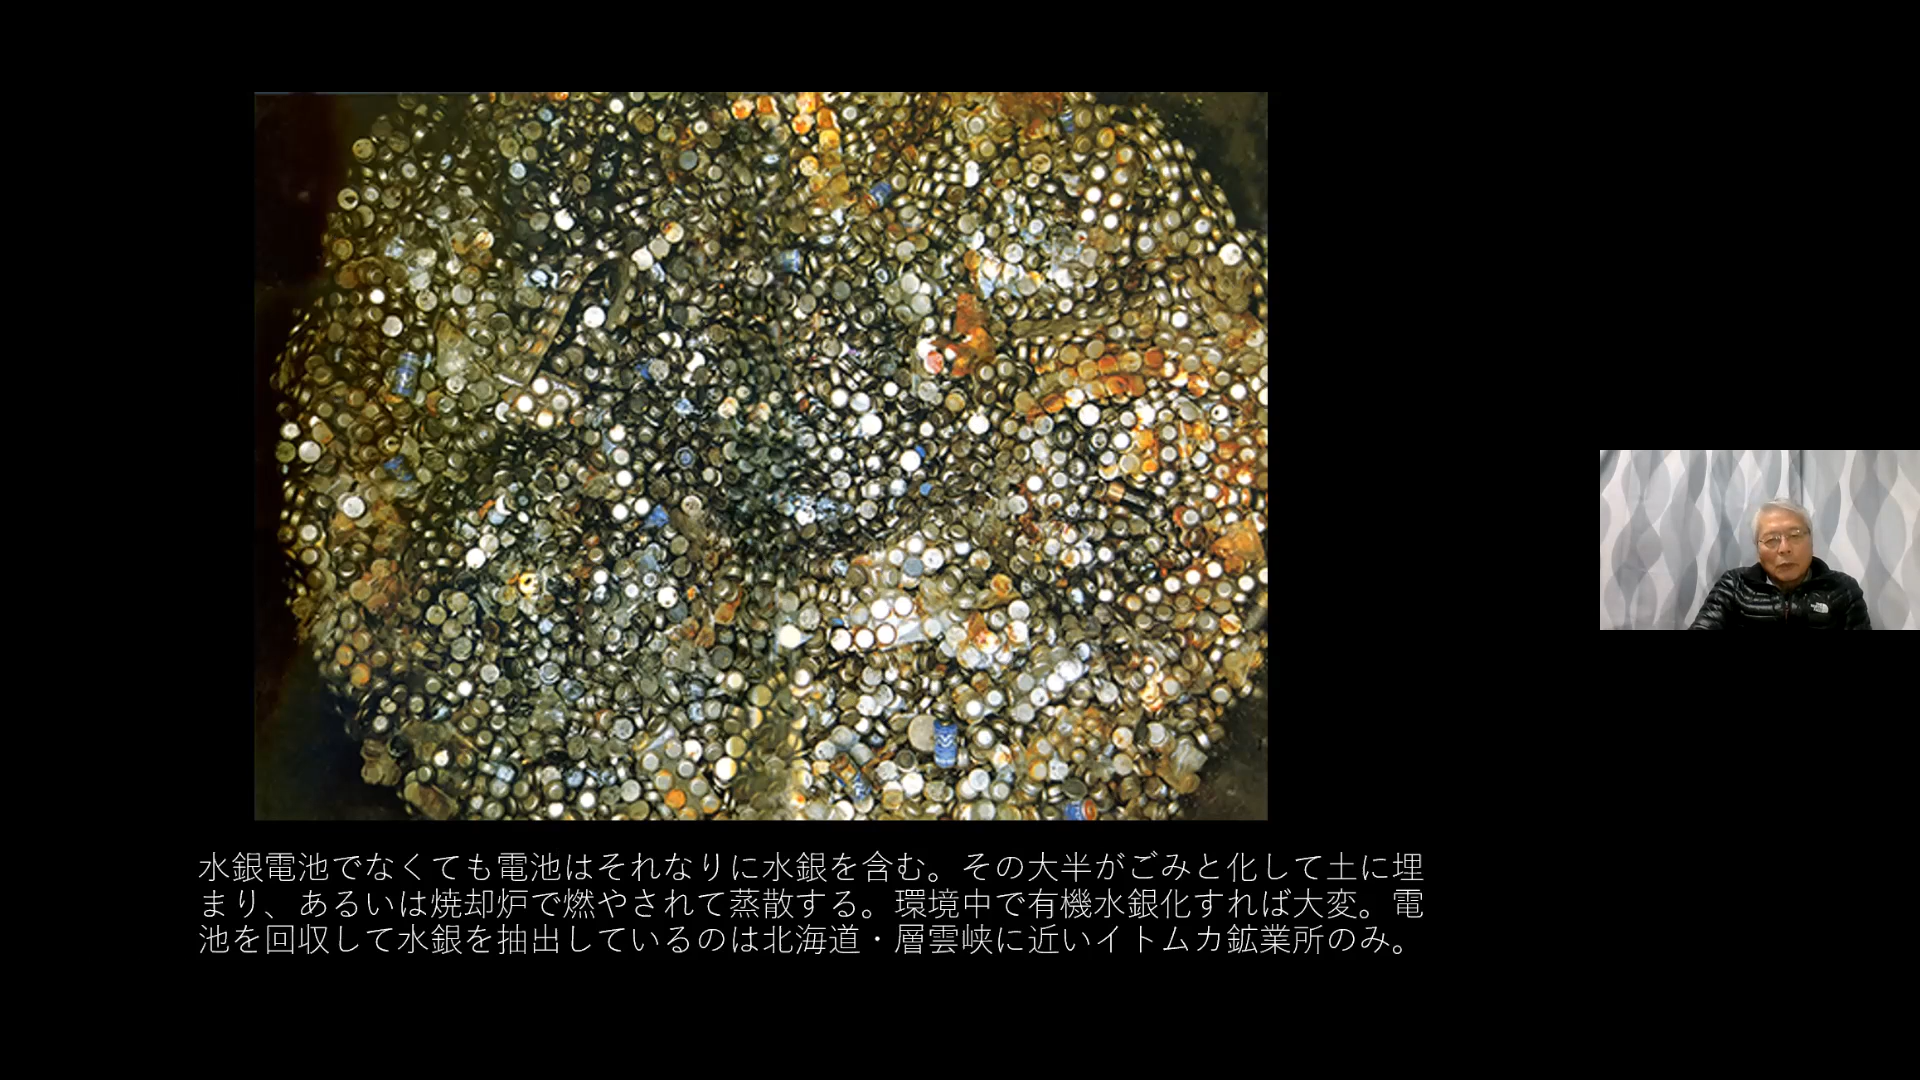 水銀電池でなくても電池はそれなりに水銀を含む。その大半がごみと化して土に埋
まり、あるいは焼却炉で燃やされて蒸散する。環境中で有機水銀化すれば大変。電
池を回収して水銀を抽出しているのは北海道・層雲峡に近いイトムカ鉱業所のみ。